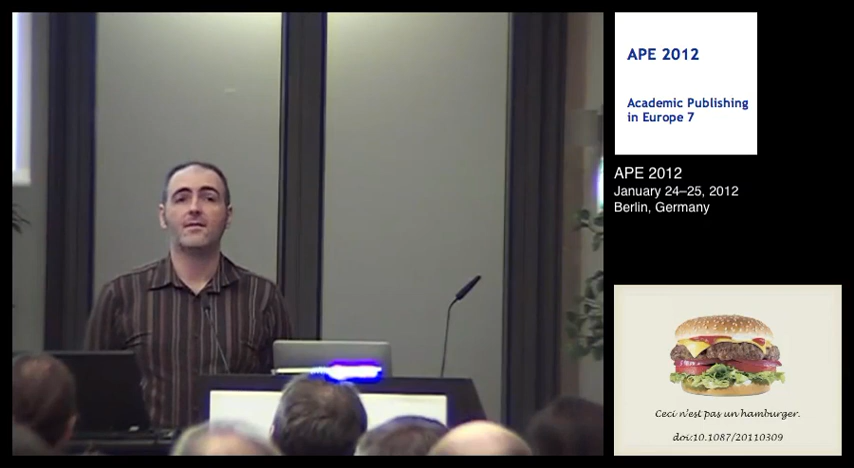 APE 2012
Academic Publishing
in Europe 7
APE 2012
January 24–25, 2012
Berlin, Germany
Ceci n'est pas un hamburger.
doi:10.1087/20110309